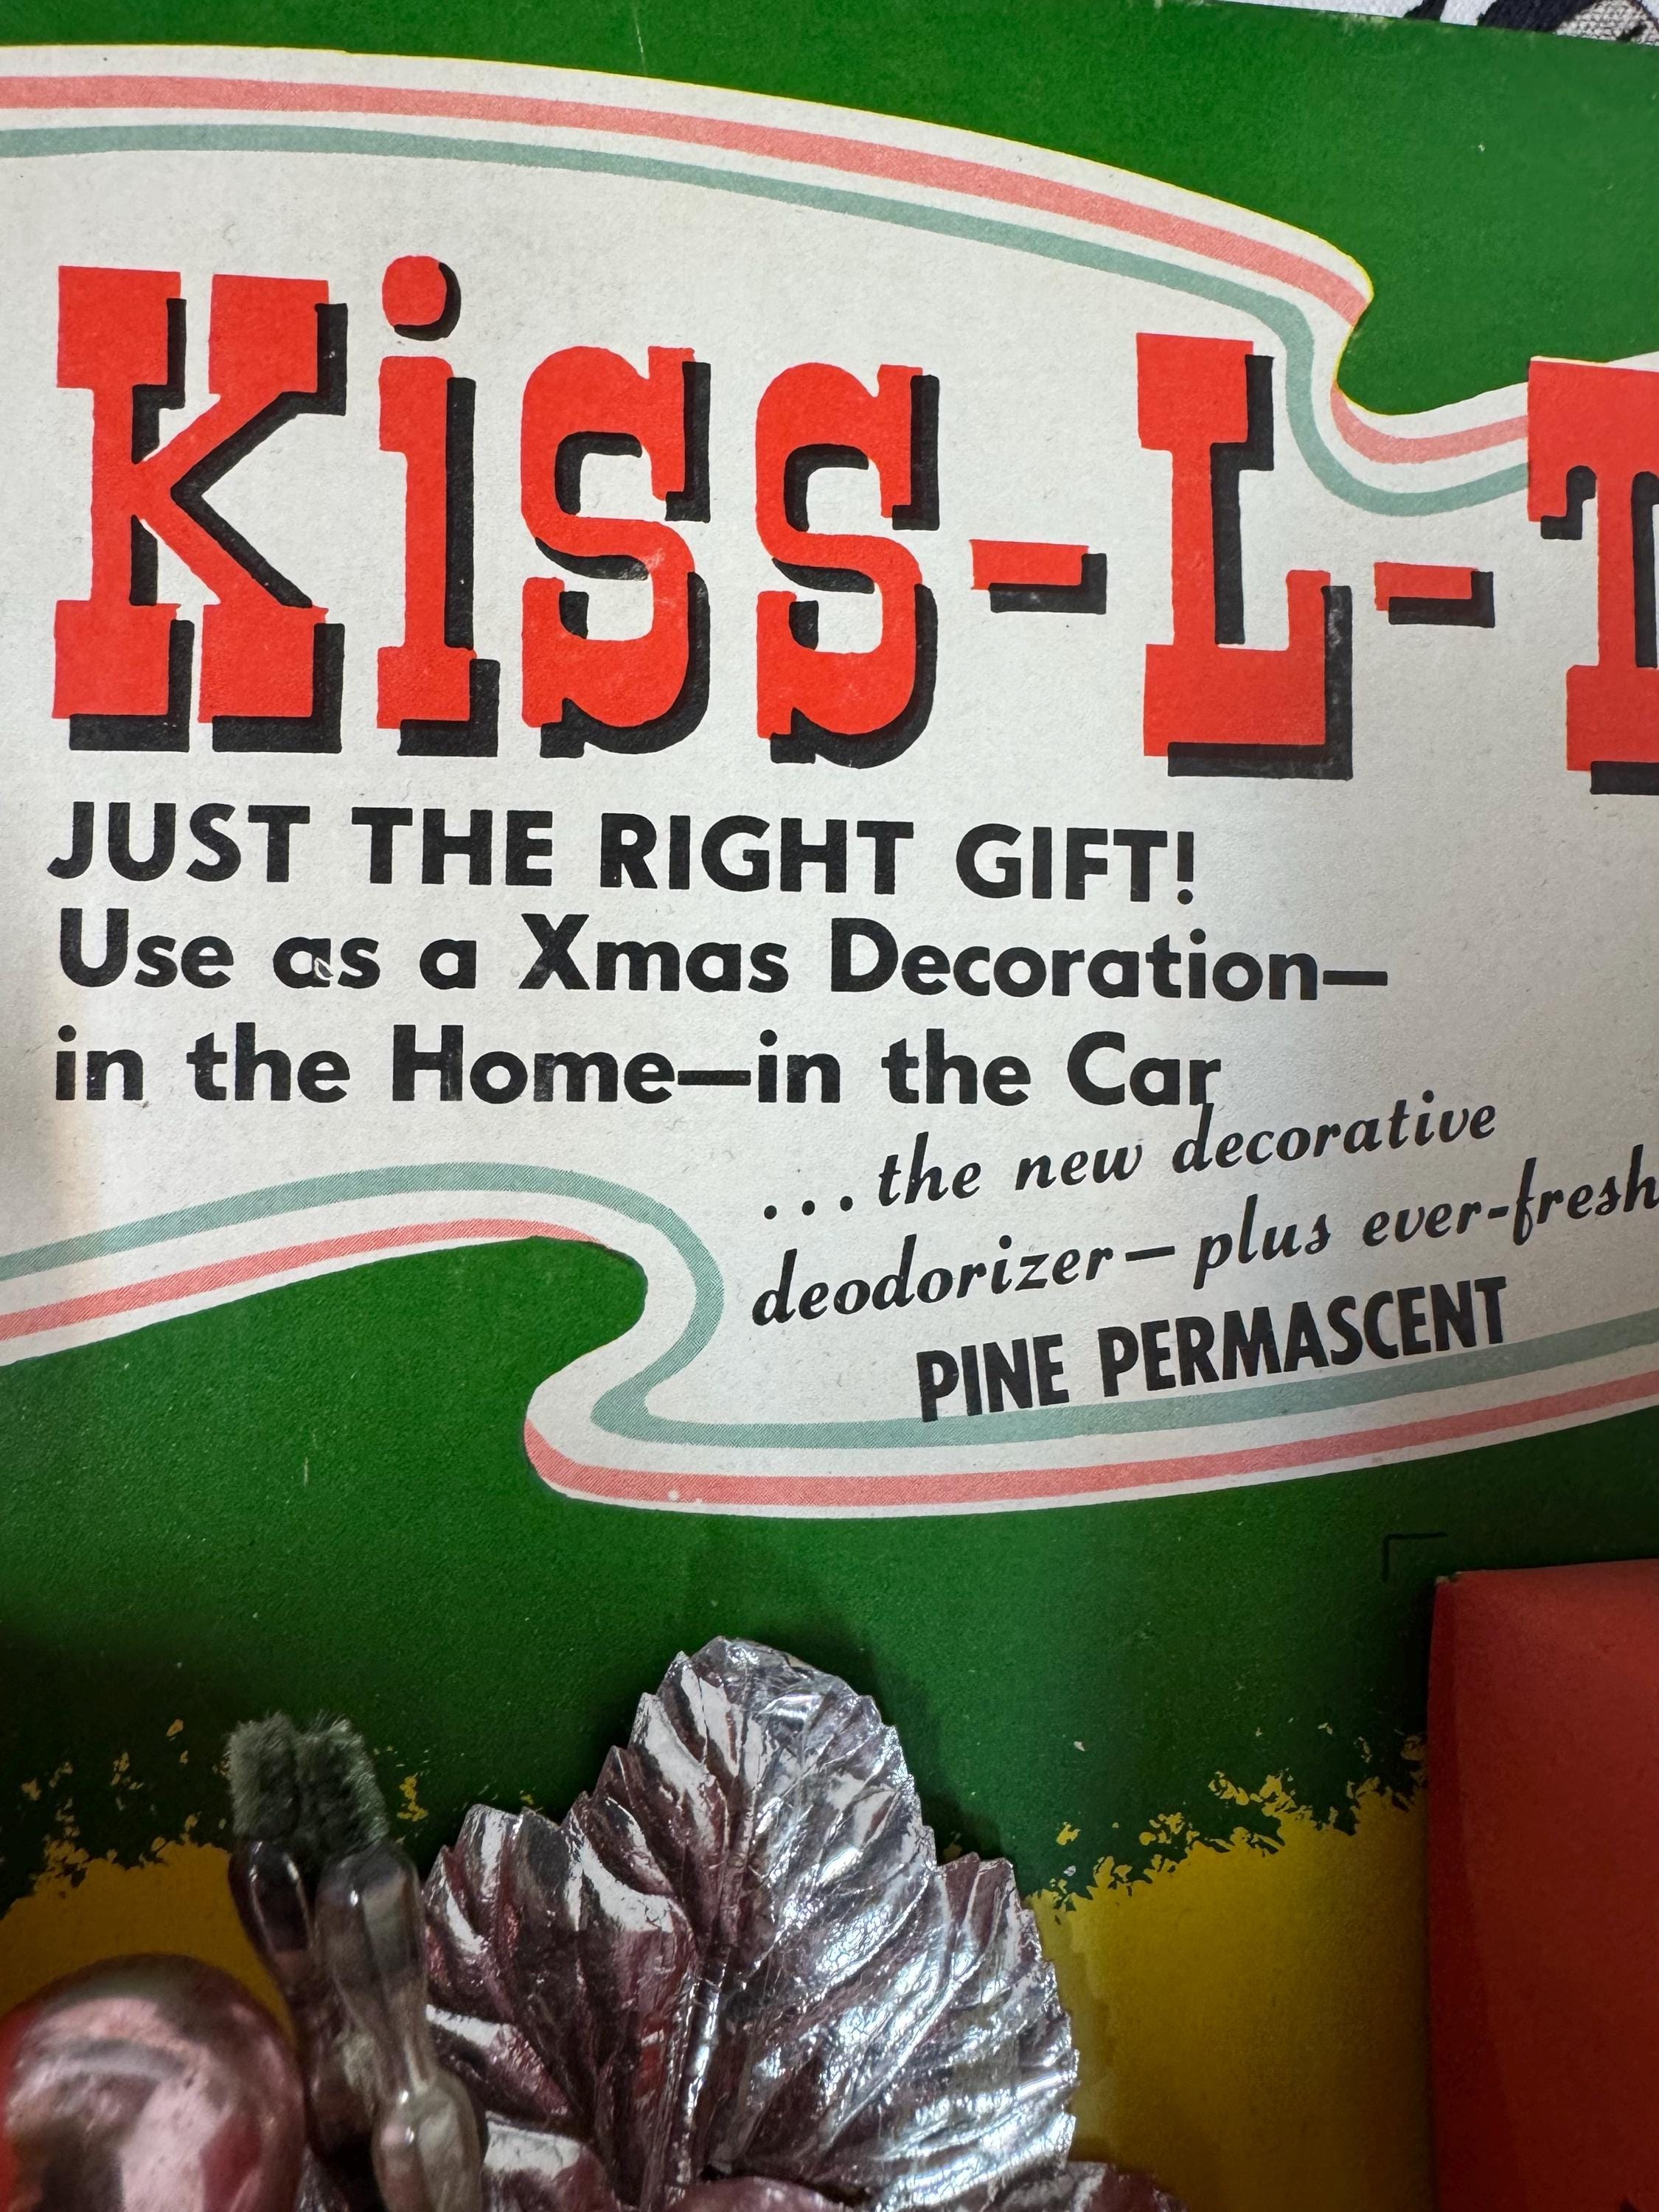 Kiss-L-T
JUST THE RIGHT GIFT!
Use as a Xmas Decoration—
in the Home—in the Car
...the new decorative
deodorizer—plus ever-fresh
PINE PERMASCENT